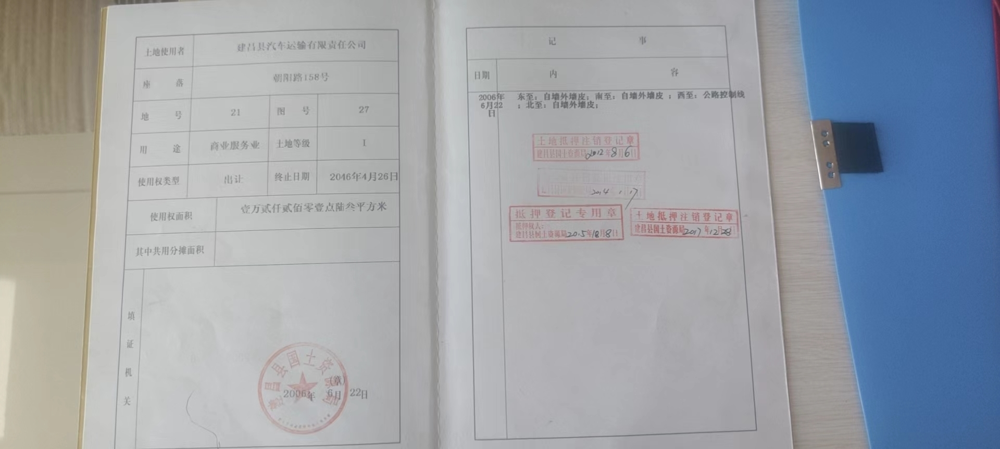 土地使用者 建昌县汽车运输有限责任公司
座 落 朝阳路158号
地 号 21 图 号 27
用 途 商业服务业 土地等级 I
使用权类型 出让 终止日期 2046年4月26日
使用权面积 壹万贰仟贰佰零壹点陆叁平方米
其中共用分摊面积
填证机关
建昌县国土资源局
(章)
2006年 6月 22日
记 事
日期 内 容
2006年6月22日 东至：自墙外墙皮；南至：自墙外墙皮 ；西至：公路控制线
；北至：自墙外墙皮；
土地抵押注销登记章
建昌县国土资源局2012年8月6日
2014 1 17
抵押登记专用章
抵押权人：
建昌县国土资源局2015年10月8日
土地抵押注销登记章
建昌县国土资源局2017年12月28日